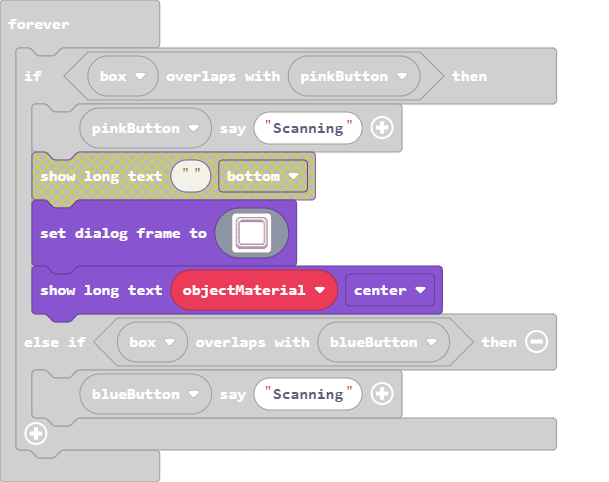 forever
if box overlaps with pinkButton then
pinkButton say "Scanning"
show long text "" bottom
set dialog frame to
show long text objectMaterial center
else if box overlaps with blueButton then
blueButton say "Scanning"